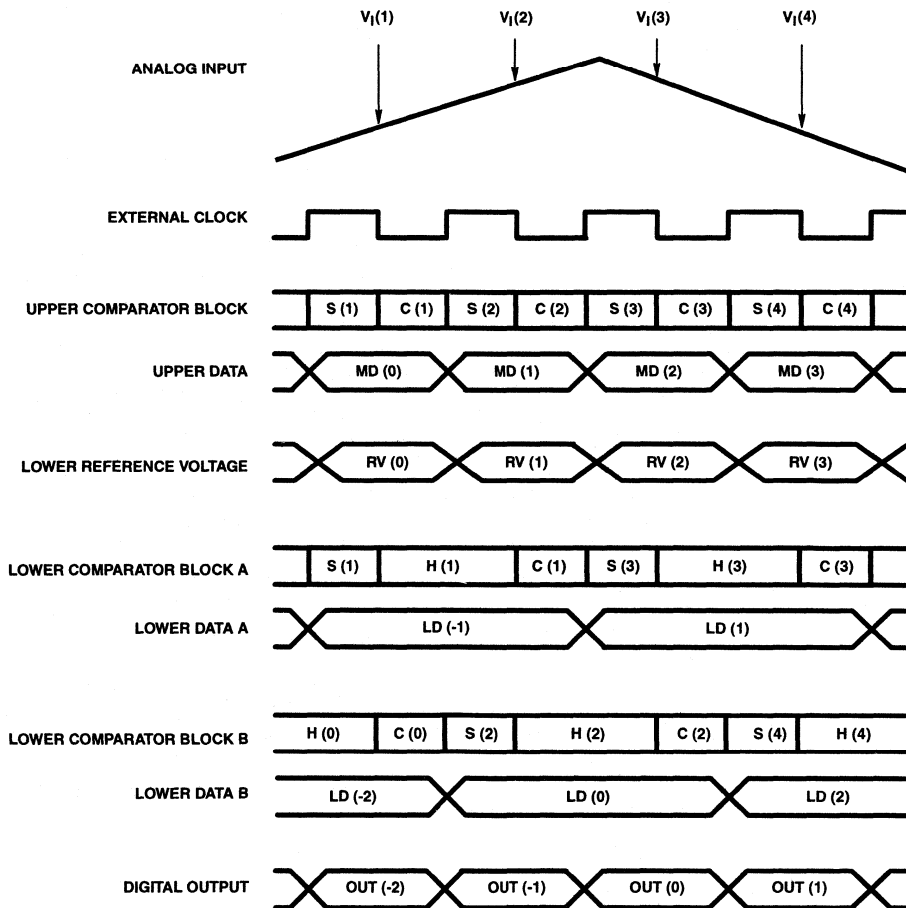 V_I(1) V_I(2) V_I(3) V_I(4)
ANALOG INPUT
EXTERNAL CLOCK
UPPER COMPARATOR BLOCK S (1) C (1) S (2) C (2) S (3) C (3) S (4) C (4)
UPPER DATA MD (0) MD (1) MD (2) MD (3)
LOWER REFERENCE VOLTAGE RV (0) RV (1) RV (2) RV (3)
LOWER COMPARATOR BLOCK A S (1) H (1) C (1) S (3) H (3) C (3)
LOWER DATA A LD (-1) LD (1)
LOWER COMPARATOR BLOCK B H (0) C (0) S (2) H (2) C (2) S (4) H (4)
LOWER DATA B LD (-2) LD (0) LD (2)
DIGITAL OUTPUT OUT (-2) OUT (-1) OUT (0) OUT (1)